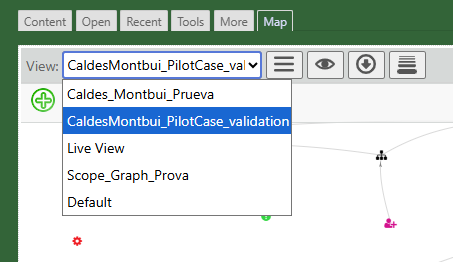 Content Open Recent Tools More Map
View: CaldesMontbui_PilotCase_val
Caldes_Montbui_Prueva
CaldesMontbui_PilotCase_validation
Live View
Scope_Graph_Prova
Default